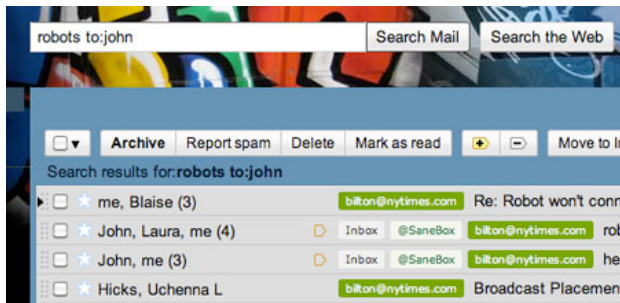 robots to:john Search Mail Search the Web
Archive Report spam Delete Mark as read Move to I
Search results for:robots to:john
me, Blaise (3) bilton@nytimes.com Re: Robot won't conn
John, Laura, me (4) Inbox @SaneBox bilton@nytimes.com rob
John, me (3) Inbox @SaneBox bilton@nytimes.com he
Hicks, Uchenna L bilton@nytimes.com Broadcast Placemen